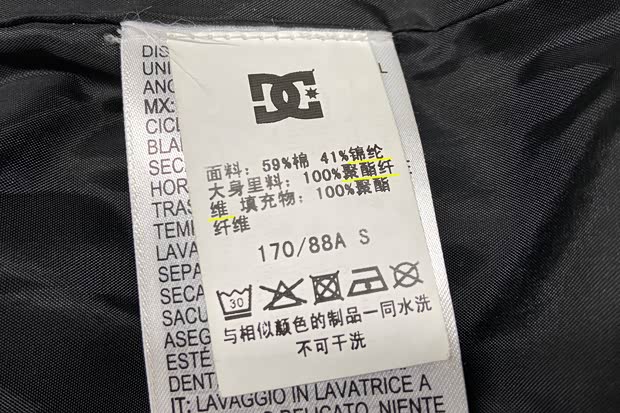 DC
面料：59%棉 41%锦纶
大身里料：100%聚酯纤
维 填充物：100%聚酯
纤维
170/88A S
30
与相似颜色的制品一同水洗
不可干洗
DIS
UNI
L
ANG
MX:
CICL
BLAN
SEC
HOR
TRAS
TEMI
LAVA
SEPA
SECA
SACU
ASEG
ESTÉ
DENT
IT: LAVAGGIO IN LAVATRICE A
NIENTE